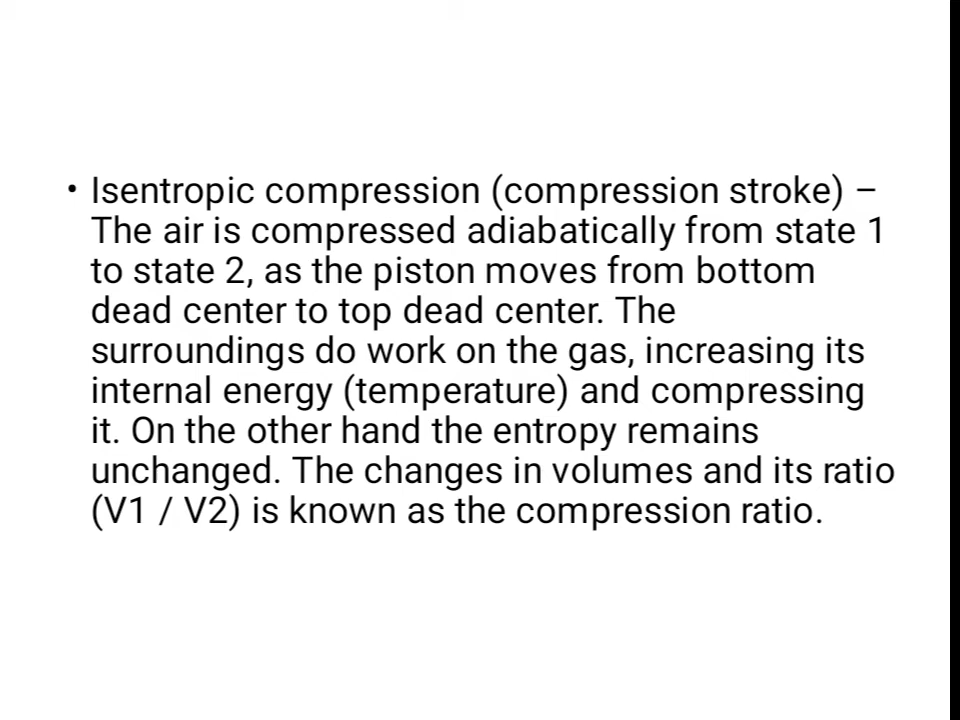 • Isentropic compression (compression stroke) –
The air is compressed adiabatically from state 1
to state 2, as the piston moves from bottom
dead center to top dead center. The
surroundings do work on the gas, increasing its
internal energy (temperature) and compressing
it. On the other hand the entropy remains
unchanged. The changes in volumes and its ratio
(V1 / V2) is known as the compression ratio.